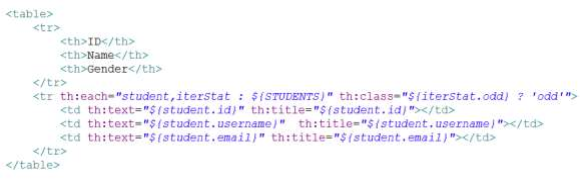 <table>
<tr>
<th>ID</th>
<th>Name</th>
<th>Gender</th>
</tr>
<tr th:each="student,iterStat : ${STUDENTS}" th:class="${iterStat.odd} ? 'odd'">
<td th:text="${student.id}" th:title="${student.id}"></td>
<td th:text="${student.username}" th:title="${student.username}"></td>
<td th:text="${student.email}" th:title="${student.email}"></td>
</tr>
</table>